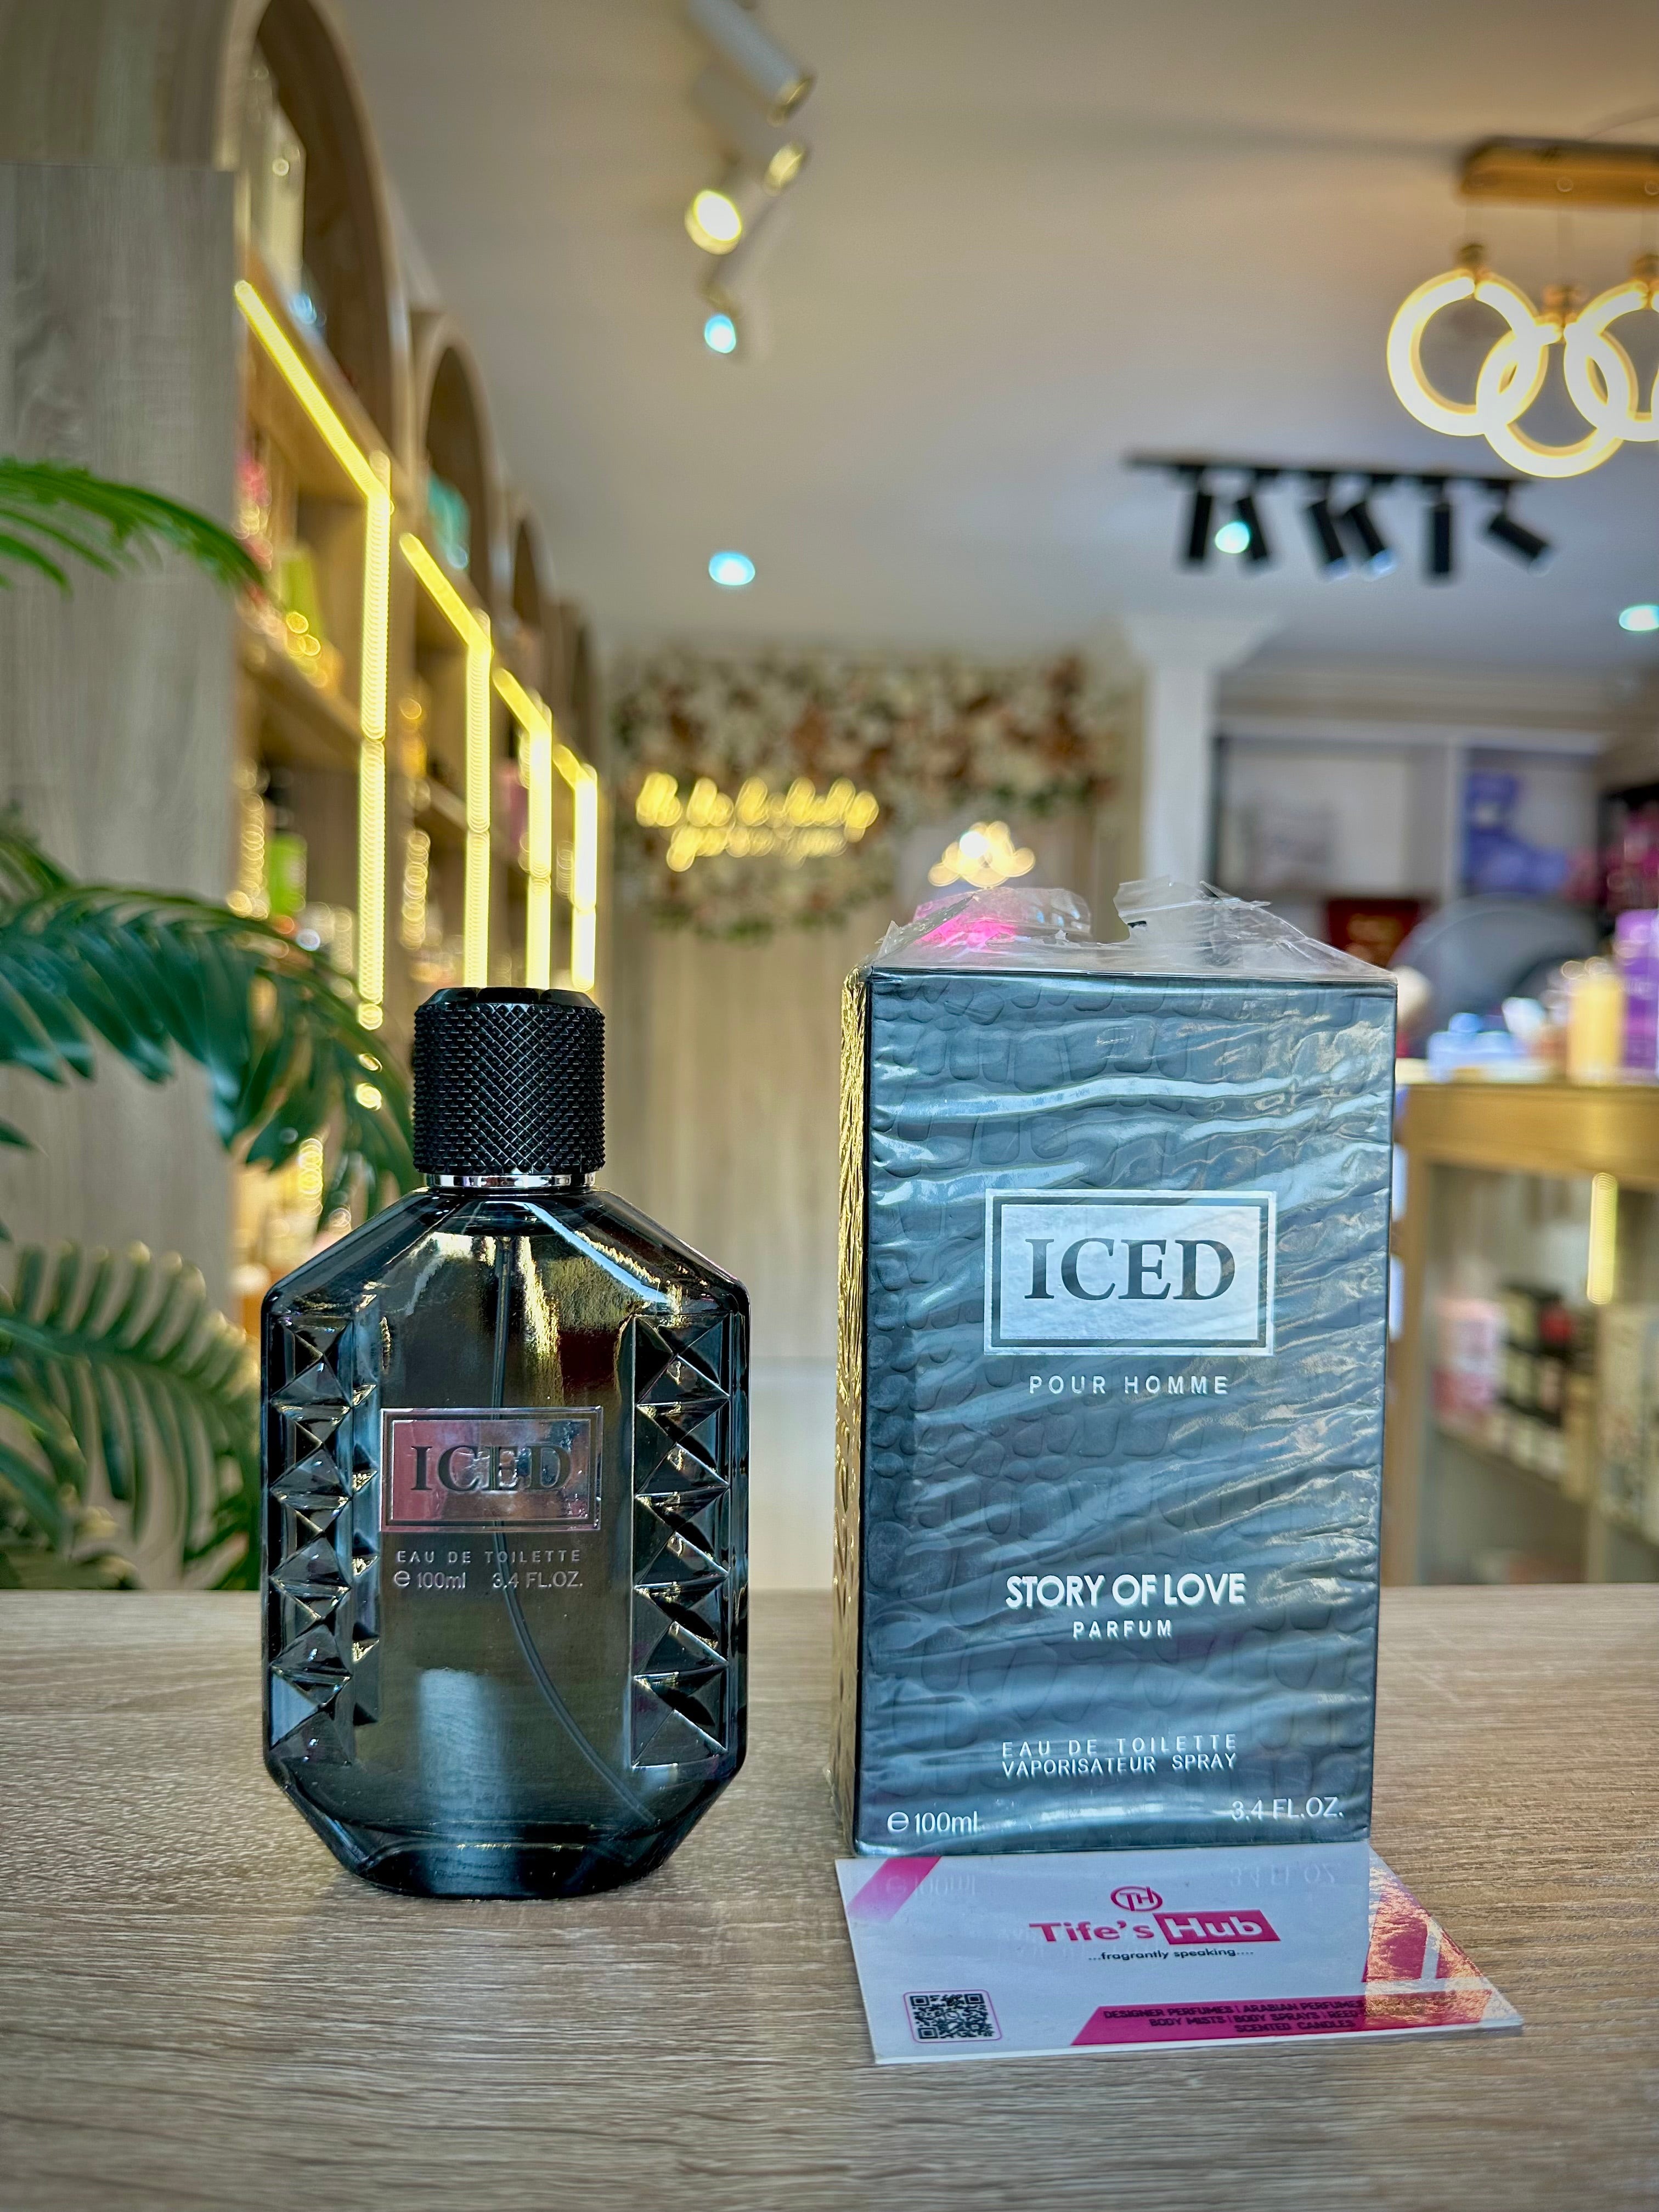 ICED
EAU DE TOILETTE
e 100ml 3.4 FL.OZ.
ICED
POUR HOMME
STORY OF LOVE
PARFUM
EAU DE TOILETTE
VAPORISATEUR SPRAY
e 100ml 3.4 FL.OZ.
TH
Tife's Hub
...fragrantly speaking....
DESIGNER PERFUMES | ARABIAN PERFUMES
BODY MISTS | BODY SPRAYS | REED
SCENTED CANDLES